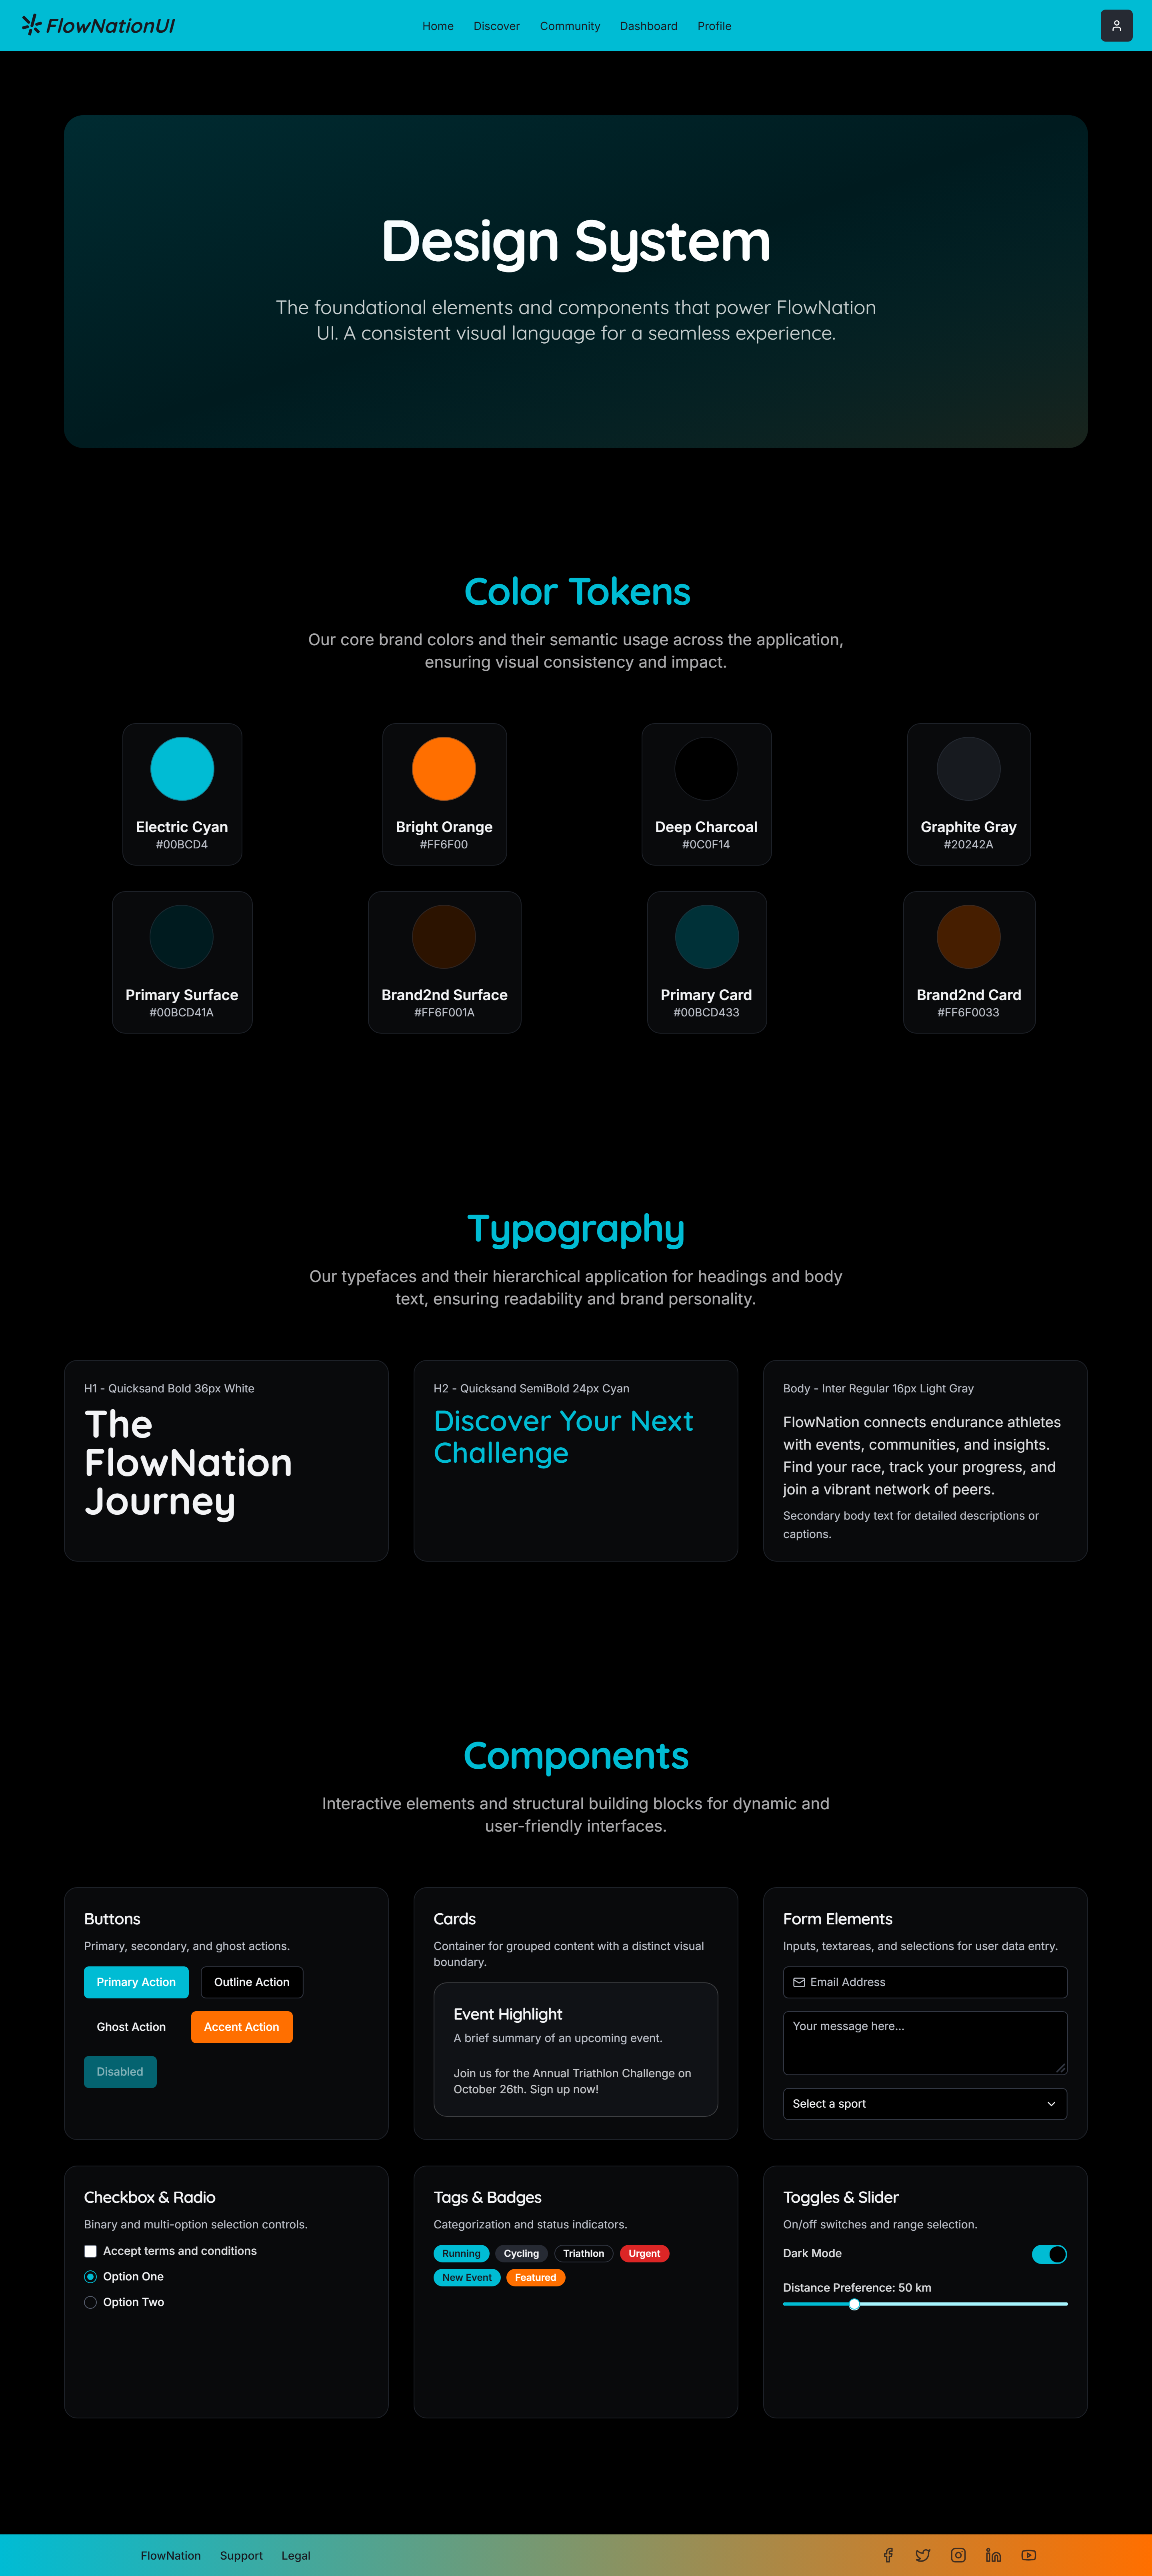 FlowNationUI
Home Discover Community Dashboard Profile
Design System
The foundational elements and components that power FlowNation
UI. A consistent visual language for a seamless experience.
Color Tokens
Our core brand colors and their semantic usage across the application,
ensuring visual consistency and impact.
Electric Cyan
#00BCD4
Bright Orange
#FF6F00
Deep Charcoal
#0C0F14
Graphite Gray
#20242A
Primary Surface
#00BCD41A
Brand2nd Surface
#FF6F001A
Primary Card
#00BCD433
Brand2nd Card
#FF6F0033
Typography
Our typefaces and their hierarchical application for headings and body
text, ensuring readability and brand personality.
H1 - Quicksand Bold 36px White
The
FlowNation
Journey
H2 - Quicksand SemiBold 24px Cyan
Discover Your Next
Challenge
Body - Inter Regular 16px Light Gray
FlowNation connects endurance athletes
with events, communities, and insights.
Find your race, track your progress, and
join a vibrant network of peers.
Secondary body text for detailed descriptions or
captions.
Components
Interactive elements and structural building blocks for dynamic and
user-friendly interfaces.
Buttons
Primary, secondary, and ghost actions.
Primary Action Outline Action
Ghost Action Accent Action
Disabled
Cards
Container for grouped content with a distinct visual
boundary.
Event Highlight
A brief summary of an upcoming event.
Join us for the Annual Triathlon Challenge on
October 26th. Sign up now!
Form Elements
Inputs, textareas, and selections for user data entry.
Email Address
Your message here...
Select a sport
Checkbox & Radio
Binary and multi-option selection controls.
Accept terms and conditions
Option One
Option Two
Tags & Badges
Categorization and status indicators.
Running Cycling Triathlon Urgent
New Event Featured
Toggles & Slider
On/off switches and range selection.
Dark Mode
Distance Preference: 50 km
FlowNation Support Legal